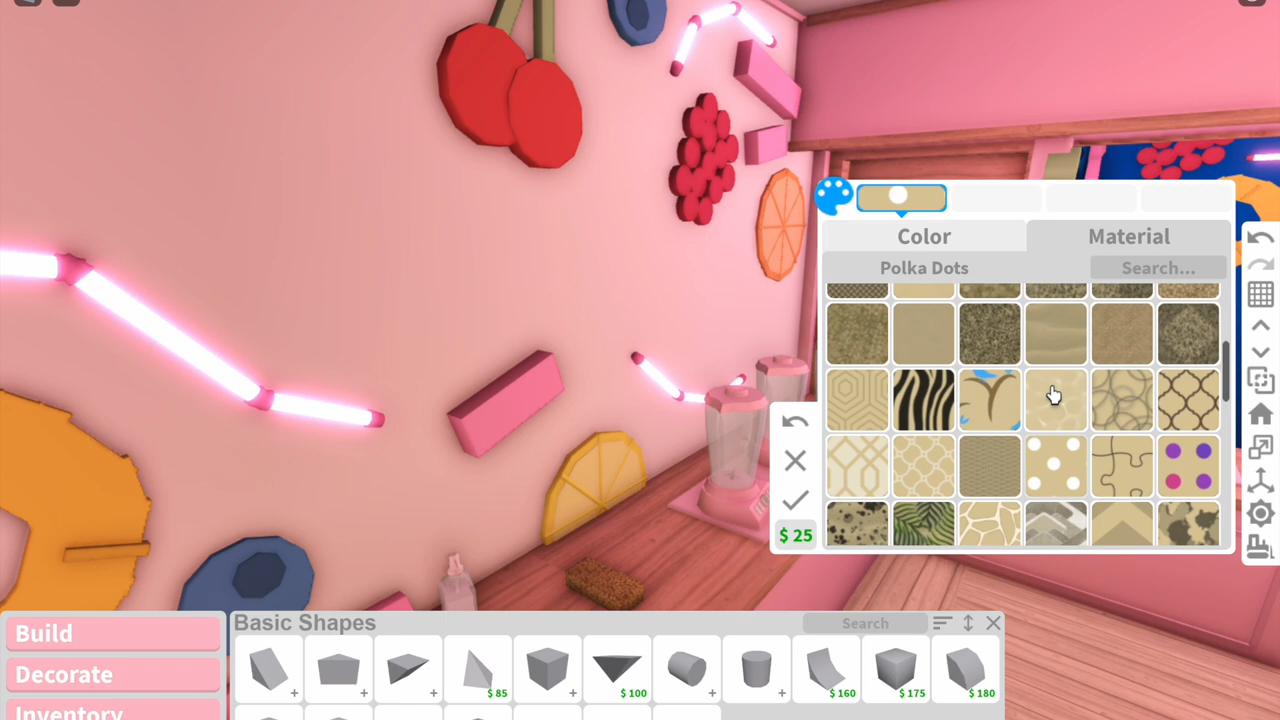 Color
Material
Polka Dots
Search...
$ 25
Build
Decorate
Inventory
Basic Shapes
Search
+
+
+
$ 85
+
$ 100
+
+
$ 160
$ 175
$ 180